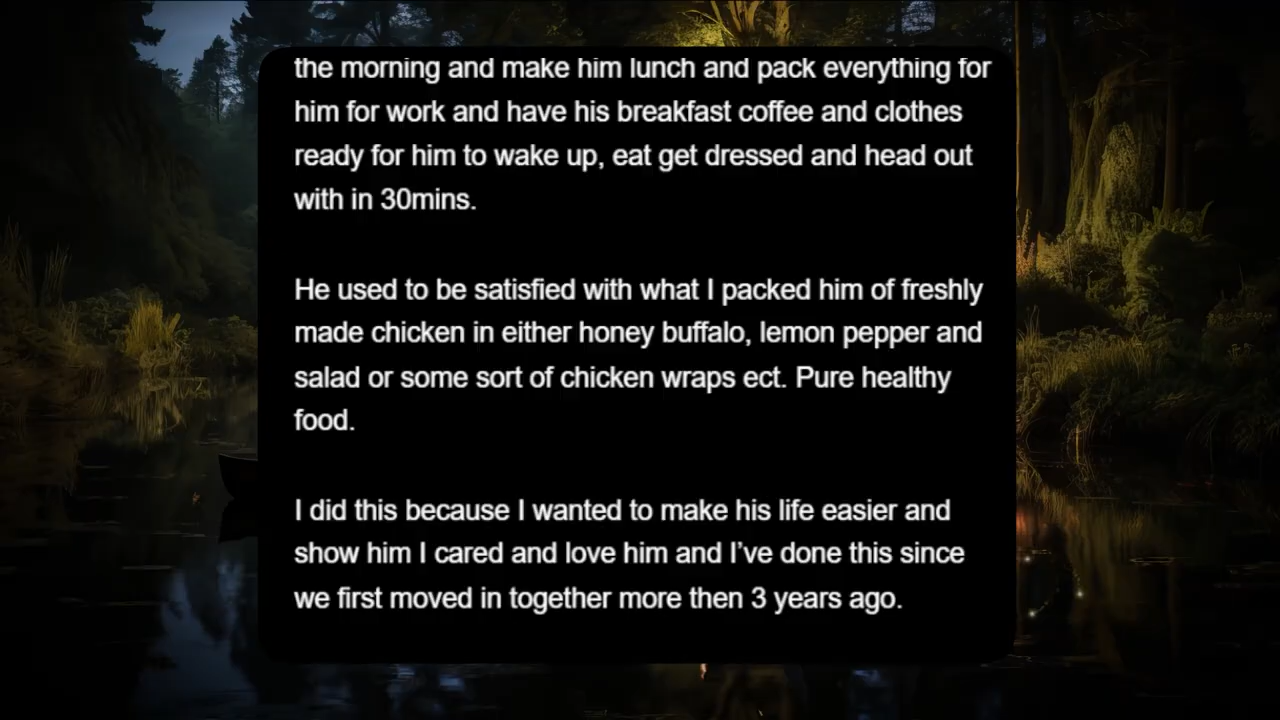 the morning and make him lunch and pack everything for
him for work and have his breakfast coffee and clothes
ready for him to wake up, eat get dressed and head out
with in 30mins.
He used to be satisfied with what I packed him of freshly
made chicken in either honey buffalo, lemon pepper and
salad or some sort of chicken wraps ect. Pure healthy
food.
I did this because I wanted to make his life easier and
show him I cared and love him and I’ve done this since
we first moved in together more then 3 years ago.